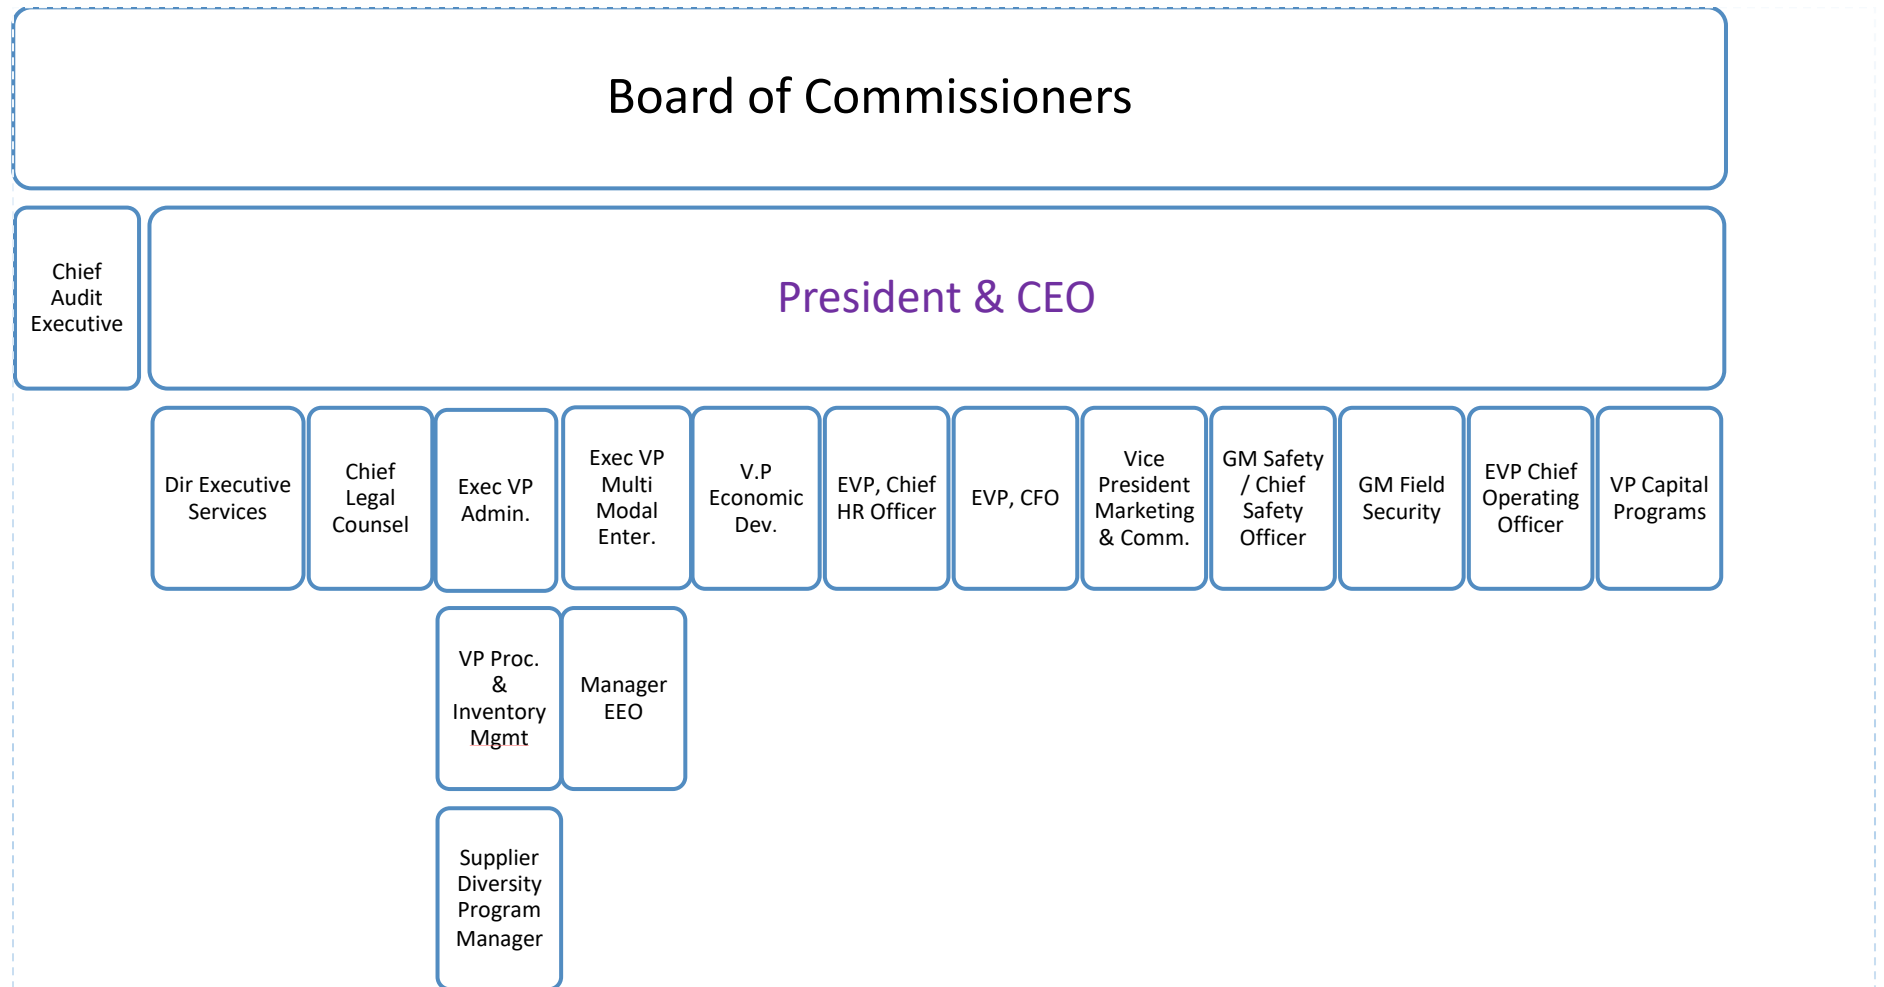 Board of Commissioners
Chief
Audit
Executive
President & CEO
Dir Executive
Services
Chief
Legal
Counsel
Exec VP
Admin.
Exec VP
Multi
Modal
Enter.
V.P
Economic
Dev.
EVP, Chief
HR Officer
EVP, CFO
Vice
President
Marketing
& Comm.
GM Safety
/ Chief
Safety
Officer
GM Field
Security
EVP Chief
Operating
Officer
VP Capital
Programs
VP Proc.
&
Inventory
Mgmt
Manager
EEO
Supplier
Diversity
Program
Manager